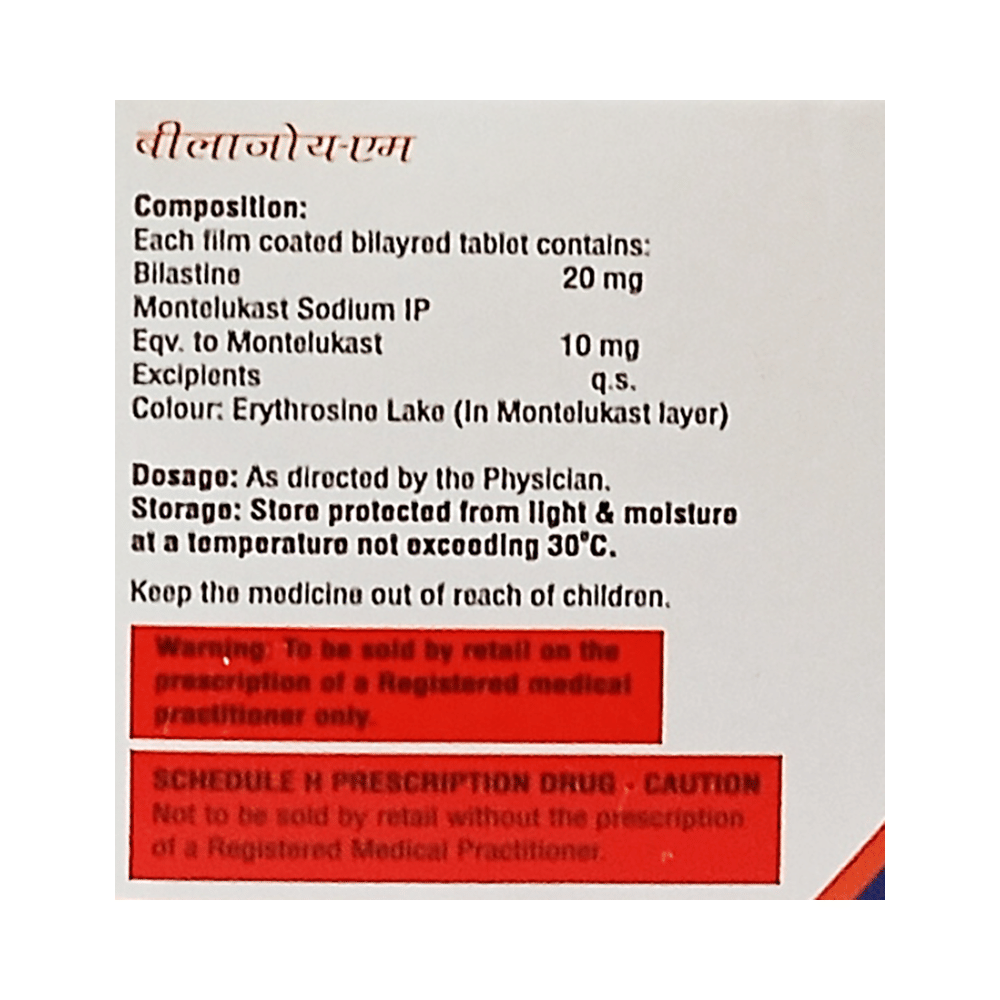 बीलाजोय-एम
Composition:
Each film coated bilayred tablet contains:
Bilastine 20 mg
Montelukast Sodium IP
Eqv. to Montelukast 10 mg
Excipients q.s.
Colour: Erythrosine Lake (In Montelukast layer)
Dosage: As directed by the Physician.
Storage: Store protected from light & moisture
at a temperature not exceeding 30°C.
Keep the medicine out of reach of children.
Warning: To be sold by retail on the
prescription of a Registered medical
practitioner only.
SCHEDULE H PRESCRIPTION DRUG - CAUTION
Not to be sold by retail without the prescription
of a Registered Medical Practitioner.